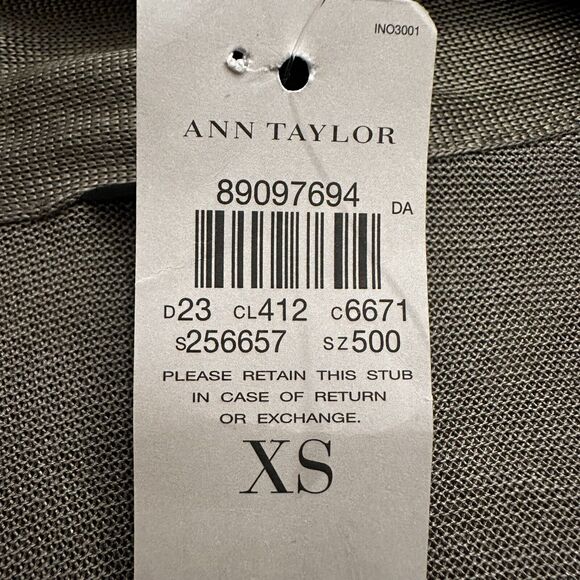 INO3001
ANN TAYLOR
89097694 DA
D23 CL412 C6671
S256657 SZ500
PLEASE RETAIN THIS STUB
IN CASE OF RETURN
OR EXCHANGE.
XS